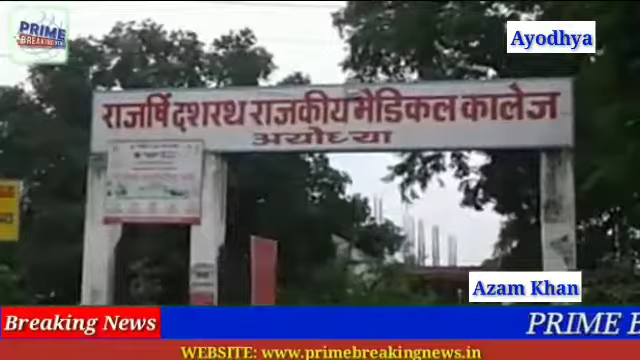 PRIME
BREAKING
Ayodhya
राजर्षि दशरथ राजकीय मेडिकल कालेज
अयोध्या
Azam Khan
Breaking News
PRIME B
WEBSITE: www.primebreakingnews.in